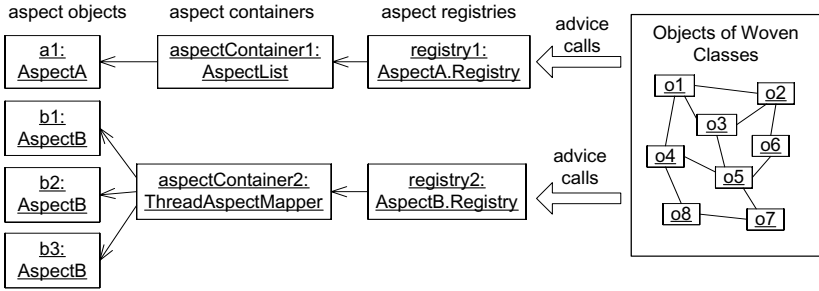 aspect objects
aspect containers
aspect registries
advice
calls
Objects of Woven
Classes
a1:
AspectA
aspectContainer1:
AspectList
registry1:
AspectA.Registry
b1:
AspectB
b2:
AspectB
b3:
AspectB
aspectContainer2:
ThreadAspectMapper
registry2:
AspectB.Registry
advice
calls
o1
o2
o3
o4
o6
o5
o8
o7